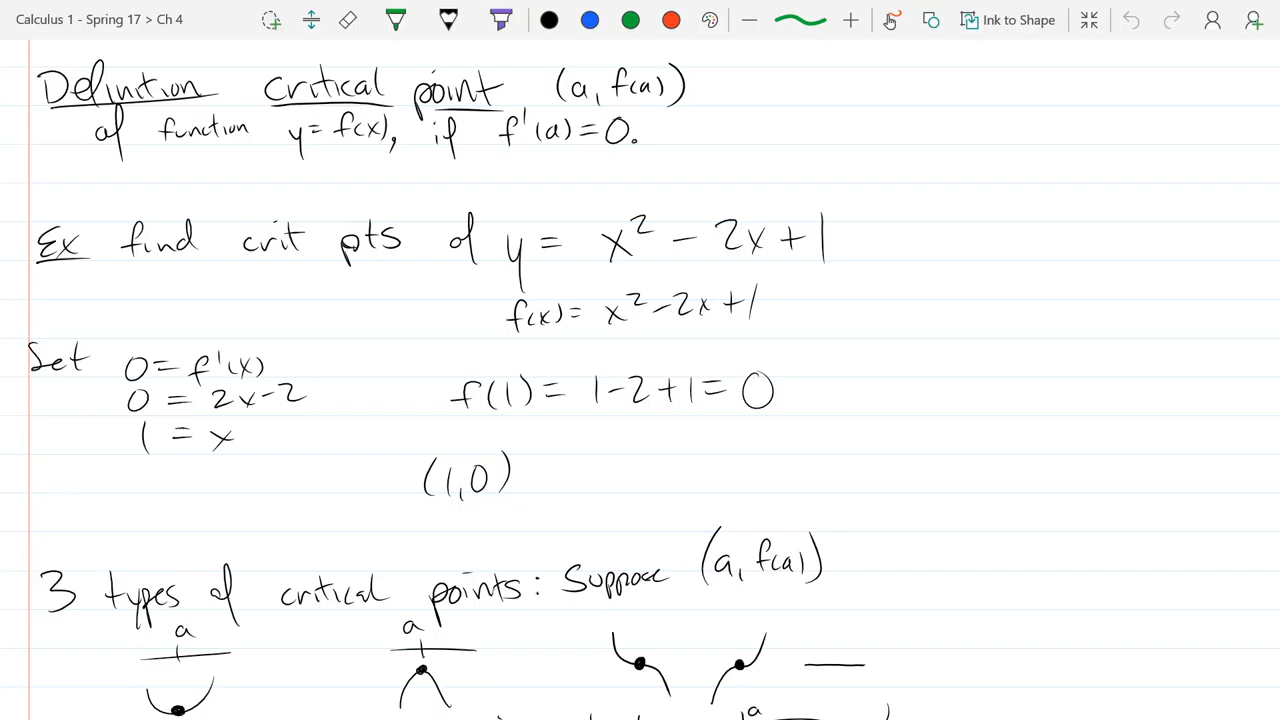 Calculus 1 - Spring 17 > Ch 4
Ink to Shape
Definition critical point (a, f(a))
of function y = f(x), if f'(a) = 0.
Ex find crit pts of y = x² - 2x + 1
f(x) = x² - 2x + 1
Set 0 = f'(x)
0 = 2x - 2
f(1) = 1 - 2 + 1 = 0
1 = x
(1,0)
3 types of critical points: Suppose (a, f(a))
a a
a